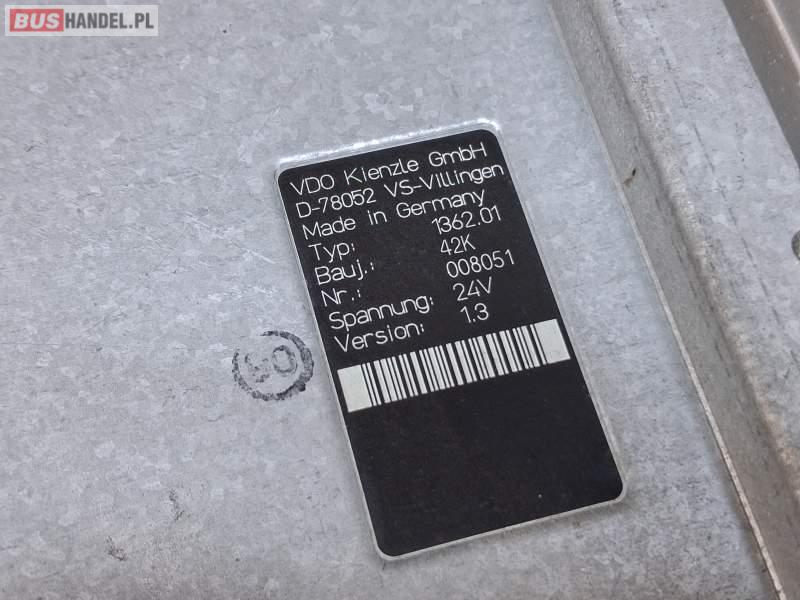 BUSHANDEL.PL
VDO Kienzle GmbH
D-78052 VS-Villingen
Made in Germany
Typ: 1362.01
Bauj.: 42K
Nr.: 008051
Spannung: 24V
Version: 1.3